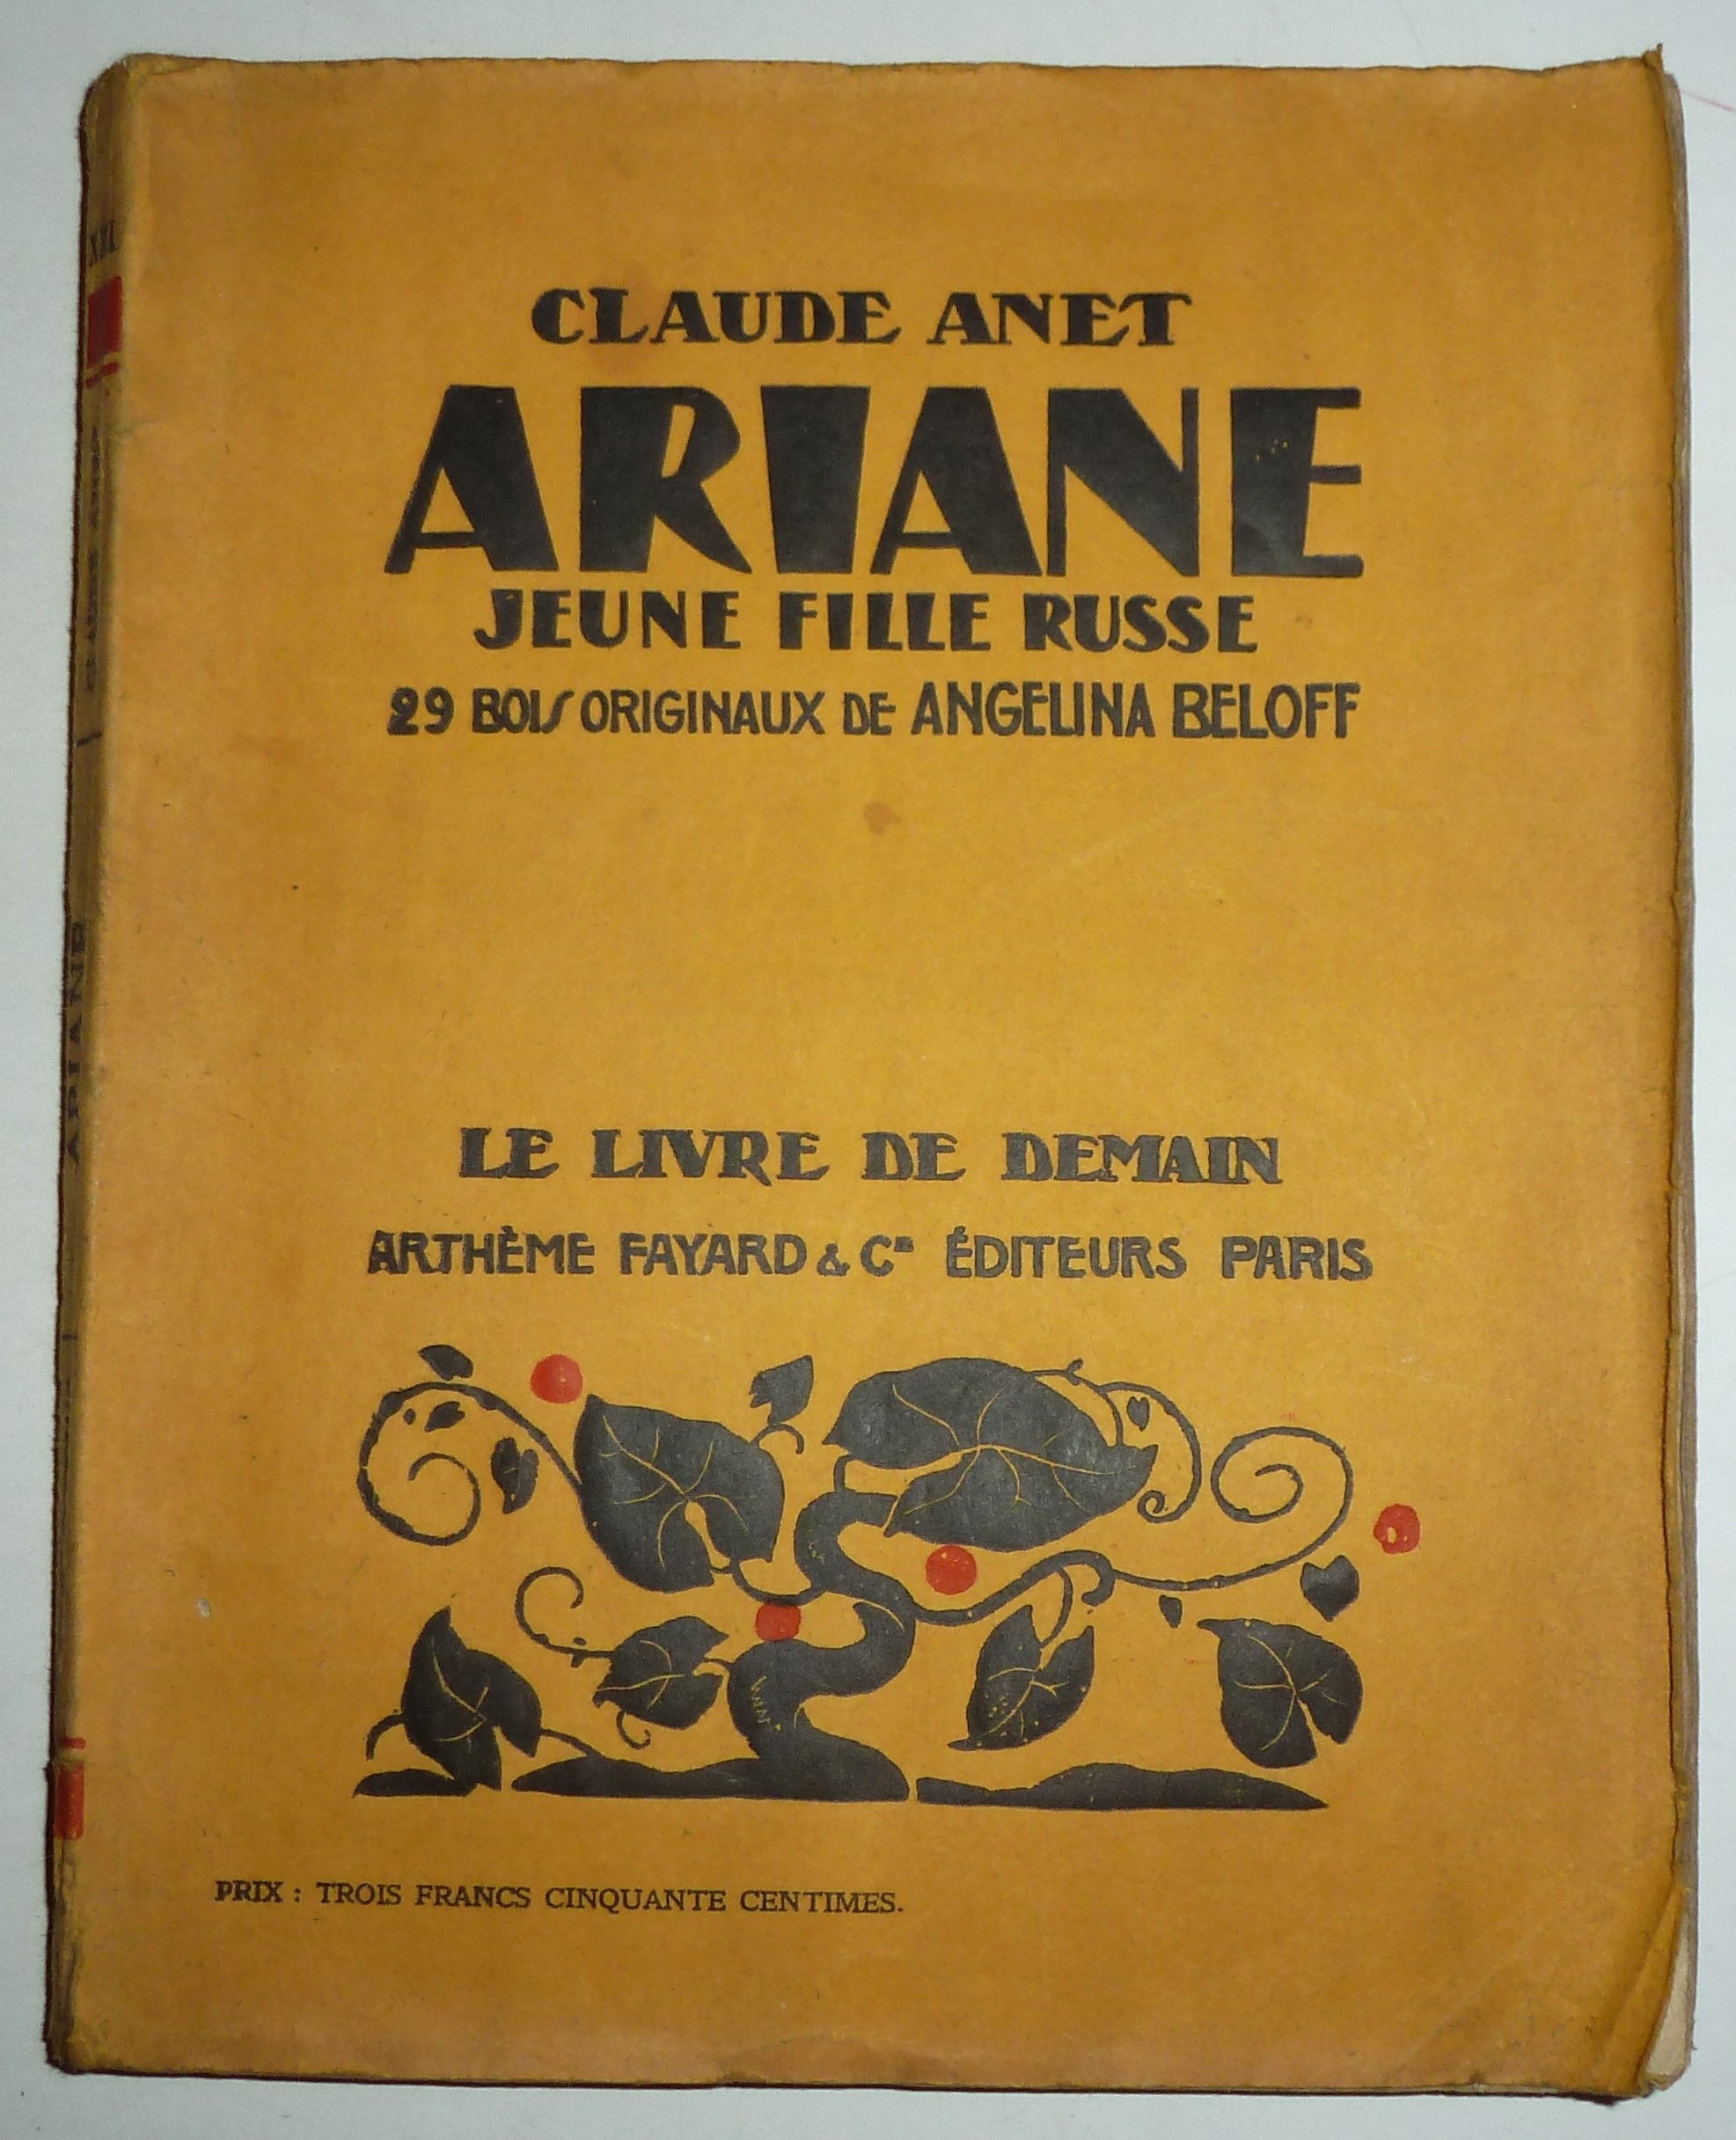 CLAUDE ANET
ARIANE
JEUNE FILLE RUSSE
29 BOIS ORIGINAUX DE ANGELINA BELOFF
LE LIVRE DE DEMAIN
ARTHÈME FAYARD & Cie ÉDITEURS PARIS
PRIX : TROIS FRANCS CINQUANTE CENTIMES.
ARIANE